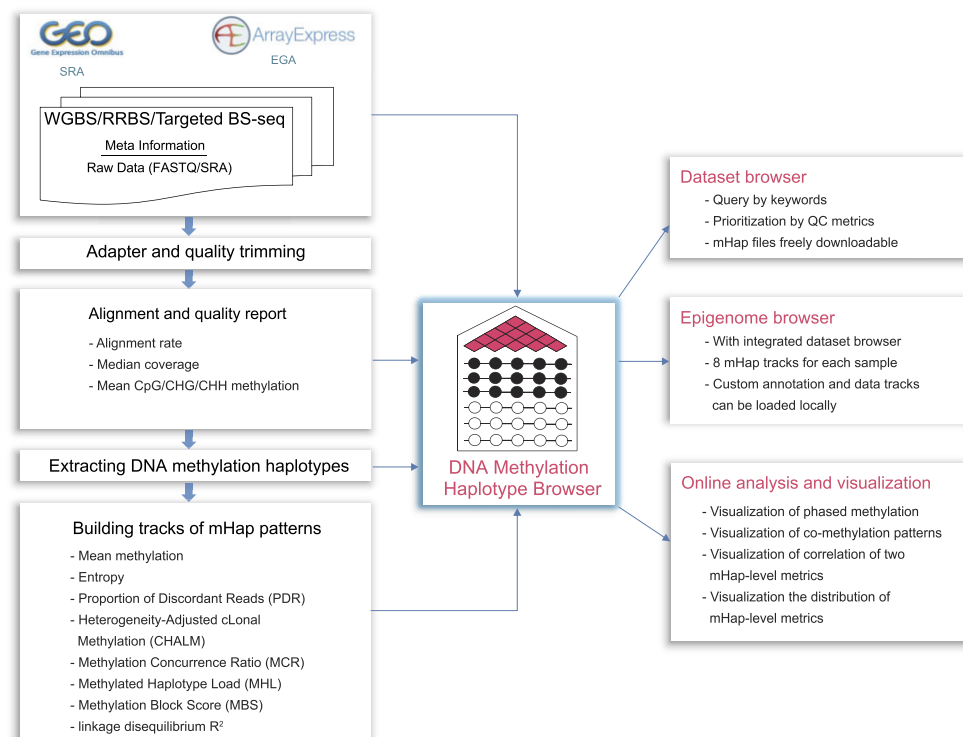 GEO
Gene Expression Omnibus
SRA
AE ArrayExpress
EGA
WGBS/RRBS/Targeted BS-seq
Meta Information
Raw Data (FASTQ/SRA)
Adapter and quality trimming
Alignment and quality report
- Alignment rate
- Median coverage
- Mean CpG/CHG/CHH methylation
Extracting DNA methylation haplotypes
Building tracks of mHap patterns
- Mean methylation
- Entropy
- Proportion of Discordant Reads (PDR)
- Heterogeneity-Adjusted cLonal
Methylation (CHALM)
- Methylation Concurrence Ratio (MCR)
- Methylated Haplotype Load (MHL)
- Methylation Block Score (MBS)
- linkage disequilibrium R²
DNA Methylation
Haplotype Browser
Dataset browser
- Query by keywords
- Prioritization by QC metrics
- mHap files freely downloadable
Epigenome browser
- With integrated dataset browser
- 8 mHap tracks for each sample
- Custom annotation and data tracks
can be loaded locally
Online analysis and visualization
- Visualization of phased methylation
- Visualization of co-methylation patterns
- Visualization of correlation of two
mHap-level metrics
- Visualization the distribution of
mHap-level metrics